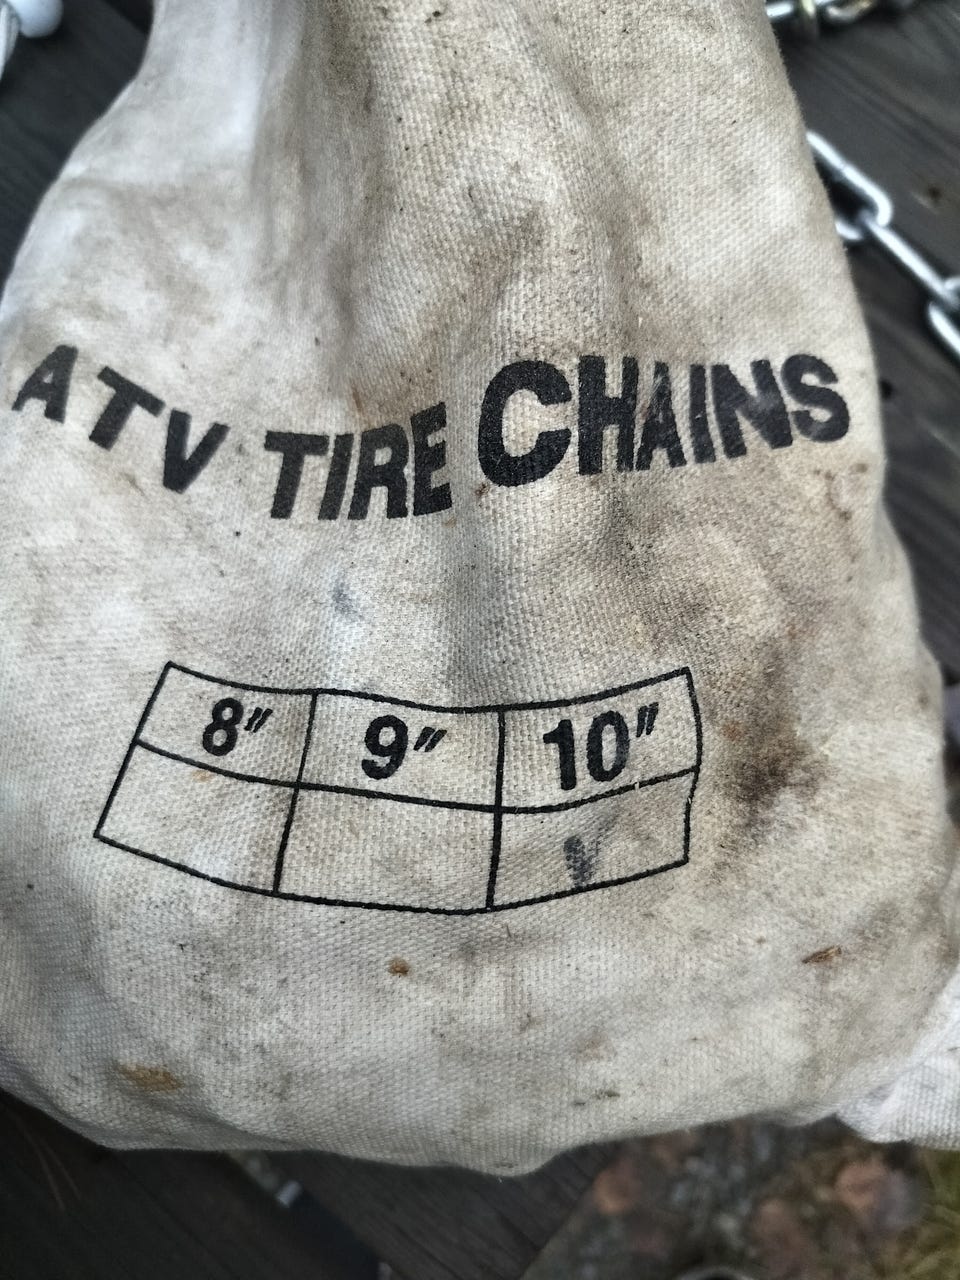 ATV TIRE CHAINS
8" 9" 10"